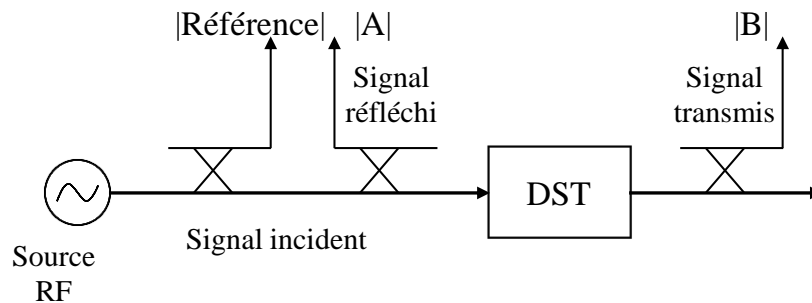 |Référence| |A|
|B|
Signal
réfléchi
Signal
transmis
DST
Signal incident
Source
RF